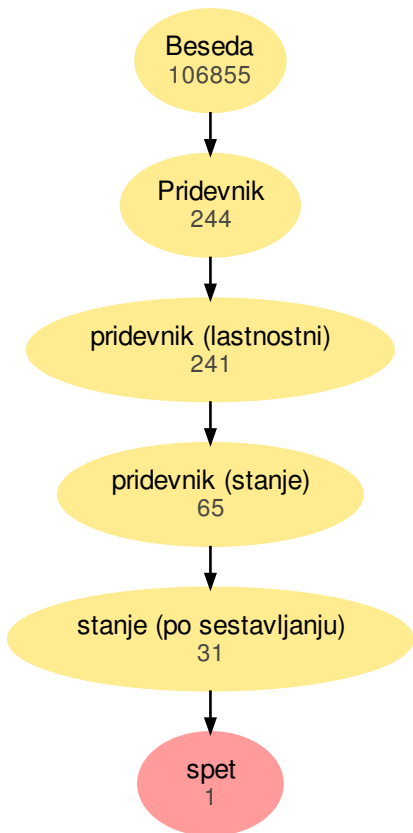 Beseda
106855
Pridevnik
244
pridevnik (lastnostni)
241
pridevnik (stanje)
65
stanje (po sestavljanju)
31
spet
1